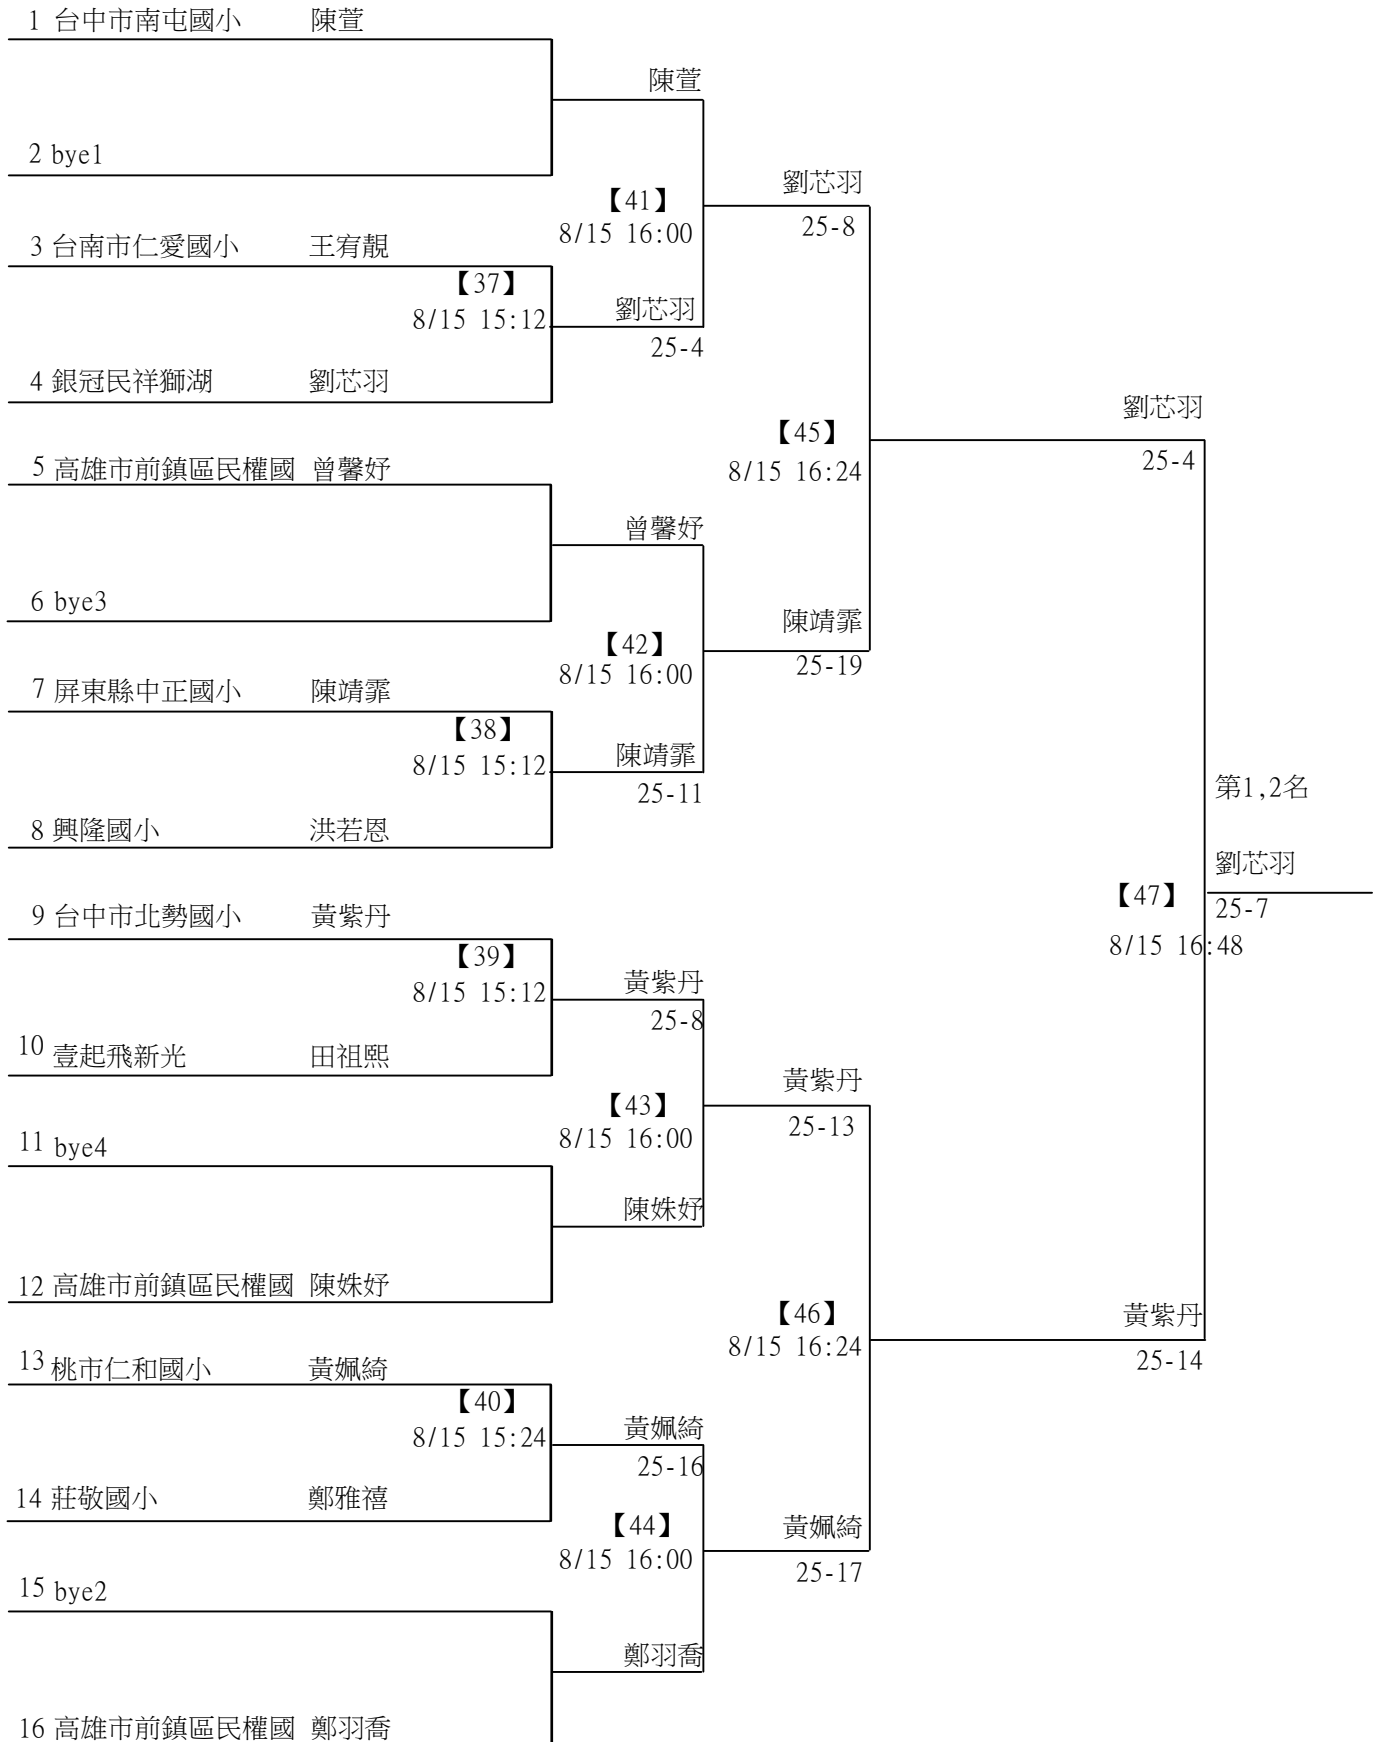 1 台中市南屯國小 陳萱
陳萱
2 bye1
劉芯羽
【41】
25-8
8/15 16:00
3 台南市仁愛國小 王宥靚
【37】
劉芯羽
8/15 15:12
25-4
4 銀冠民祥獅湖 劉芯羽
劉芯羽
【45】
25-4
8/15 16:24
5 高雄市前鎮區民權國 曾馨妤
曾馨妤
6 bye3
陳靖霏
【42】
25-19
8/15 16:00
7 屏東縣中正國小 陳靖霏
【38】
陳靖霏
8/15 15:12
25-11
第1,2名
8 興隆國小 洪若恩
劉芯羽
【47】
25-7
8/15 16:48
9 台中市北勢國小 黃紫丹
【39】
黃紫丹
8/15 15:12
25-8
10 壹起飛新光 田祖熙
黃紫丹
【43】
25-13
8/15 16:00
11 bye4
陳姝妤
12 高雄市前鎮區民權國 陳姝妤
【46】
黃紫丹
8/15 16:24
25-14
13 桃市仁和國小 黃姵綺
【40】
黃姵綺
8/15 15:24
25-16
14 莊敬國小 鄭雅禧
【44】
黃姵綺
8/15 16:00
25-17
15 bye2
鄭羽喬
16 高雄市前鎮區民權國 鄭羽喬